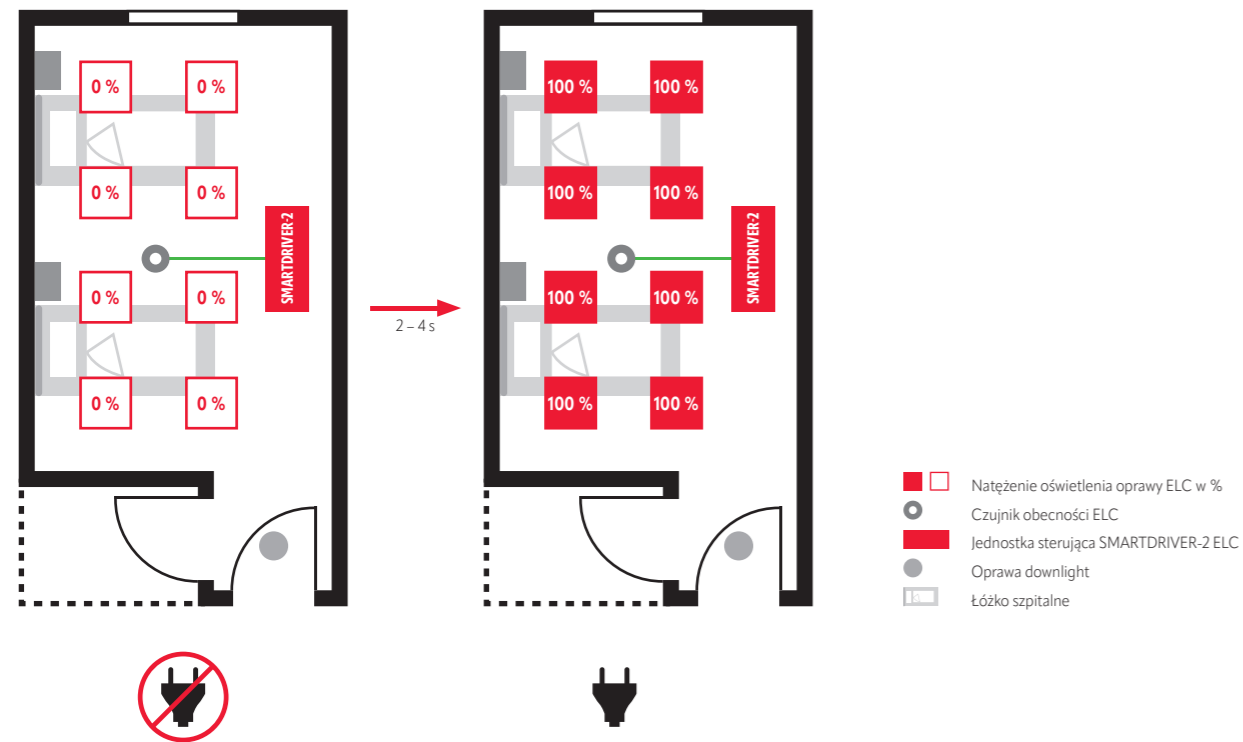 0 % 0 % 100 % 100 %
0 % 0 % 100 % 100 %
SMARTDRIVER-2 SMARTDRIVER-2
0 % 0 % 100 % 100 %
2 – 4 s
0 % 0 % 100 % 100 %
Natężenie oświetlenia oprawy ELC w %
Czujnik obecności ELC
Jednostka sterująca SMARTDRIVER-2 ELC
Oprawa downlight
Łóżko szpitalne